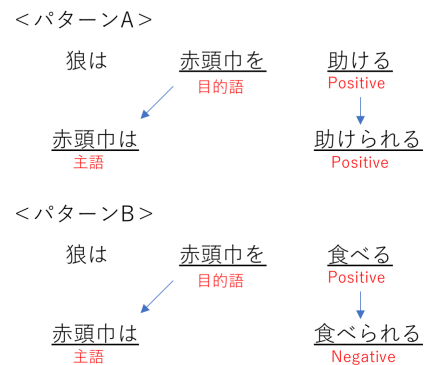 ＜パターンA＞
狼は 赤頭巾を 助ける
目的語 Positive
赤頭巾は 助けられる
主語 Positive
＜パターンB＞
狼は 赤頭巾を 食べる
目的語 Positive
赤頭巾は 食べられる
主語 Negative